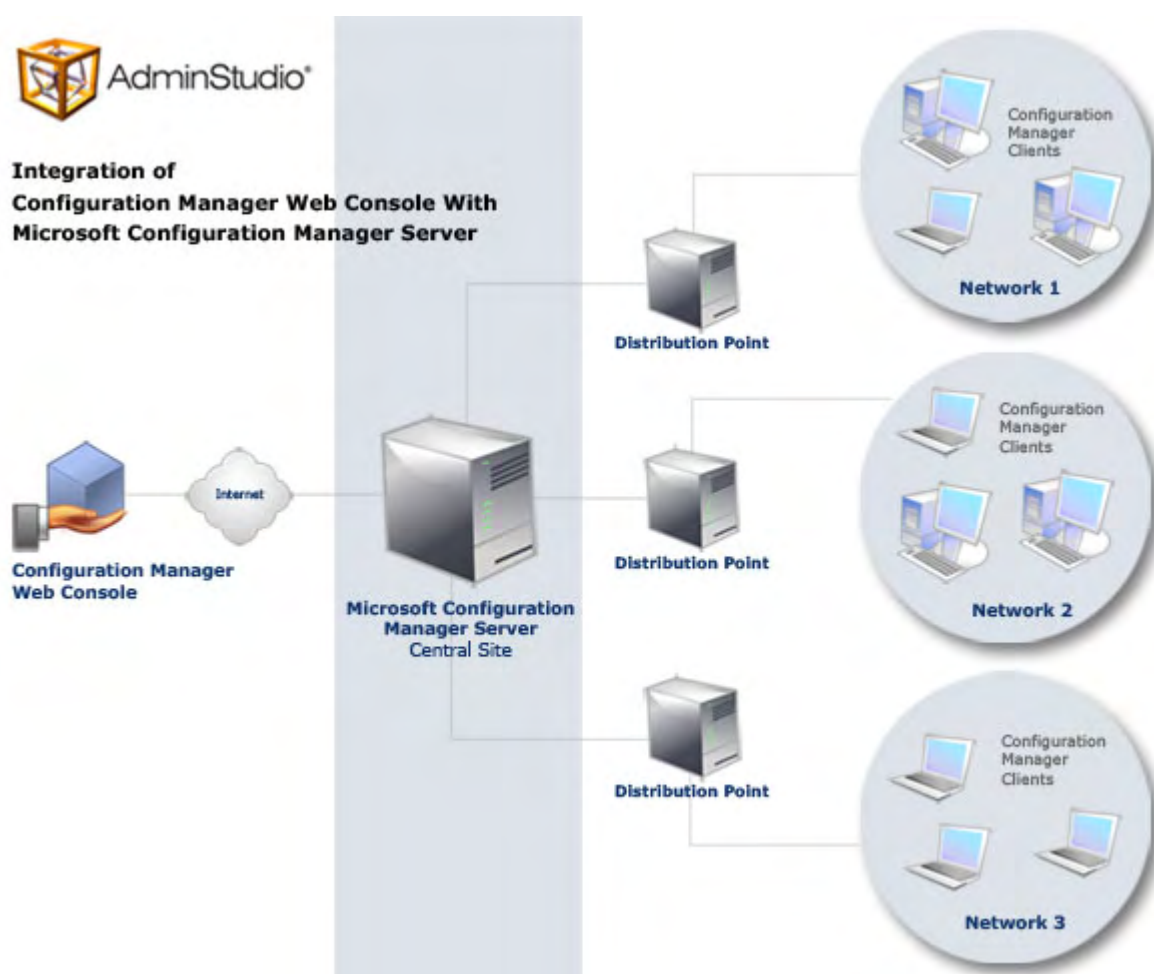 AdminStudio®
Integration of
Configuration Manager Web Console With
Microsoft Configuration Manager Server
Configuration
Manager
Clients
Network 1
Distribution Point
Configuration
Manager
Clients
Network 2
Distribution Point
Internet
Configuration Manager
Web Console
Microsoft Configuration
Manager Server
Central Site
Distribution Point
Configuration
Manager
Clients
Network 3